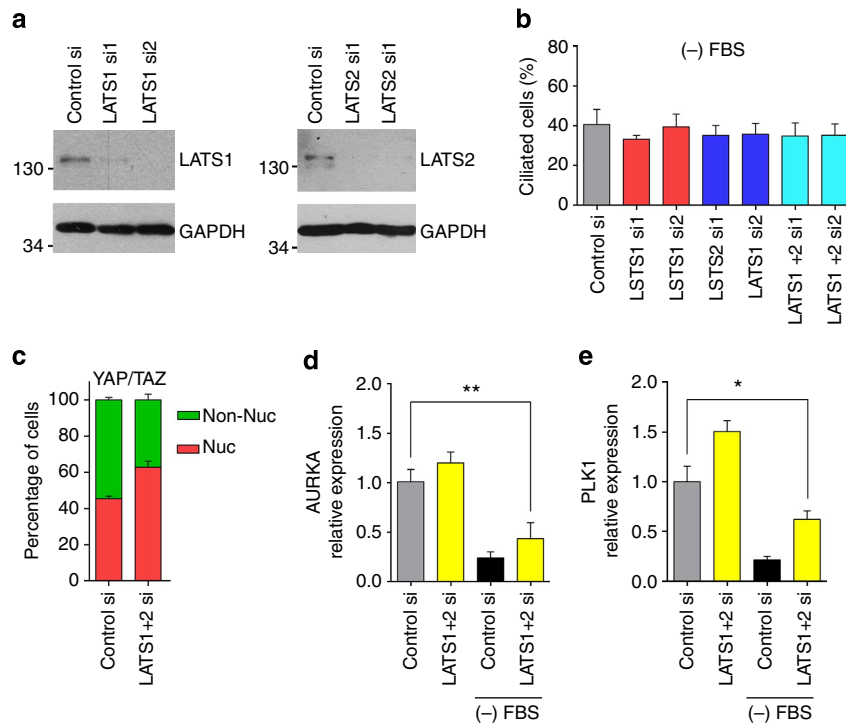 a
Control si
LATS1 si1
LATS1 si2
LATS1
130
GAPDH
34
Control si
LATS2 si1
LATS2 si1
LATS2
130
GAPDH
34
b
(–) FBS
Ciliated cells (%)
80
60
40
20
0
Control si
LSTS1 si1
LSTS1 si2
LSTS2 si1
LATS1 si2
LATS1 +2 si1
LATS1 +2 si2
c
YAP/TAZ
Percentage of cells
100
80
60
40
20
0
Non-Nuc
Nuc
Control si
LATS1+2 si
d
AURKA
relative expression
2.0
1.5
1.0
0.5
0.0
**
Control si
LATS1+2 si
Control si
LATS1+2 si
(–) FBS
e
PLK1
relative expression
2.0
1.5
1.0
0.5
0.0
*
Control si
LATS1+2 si
Control si
LATS1+2 si
(–) FBS